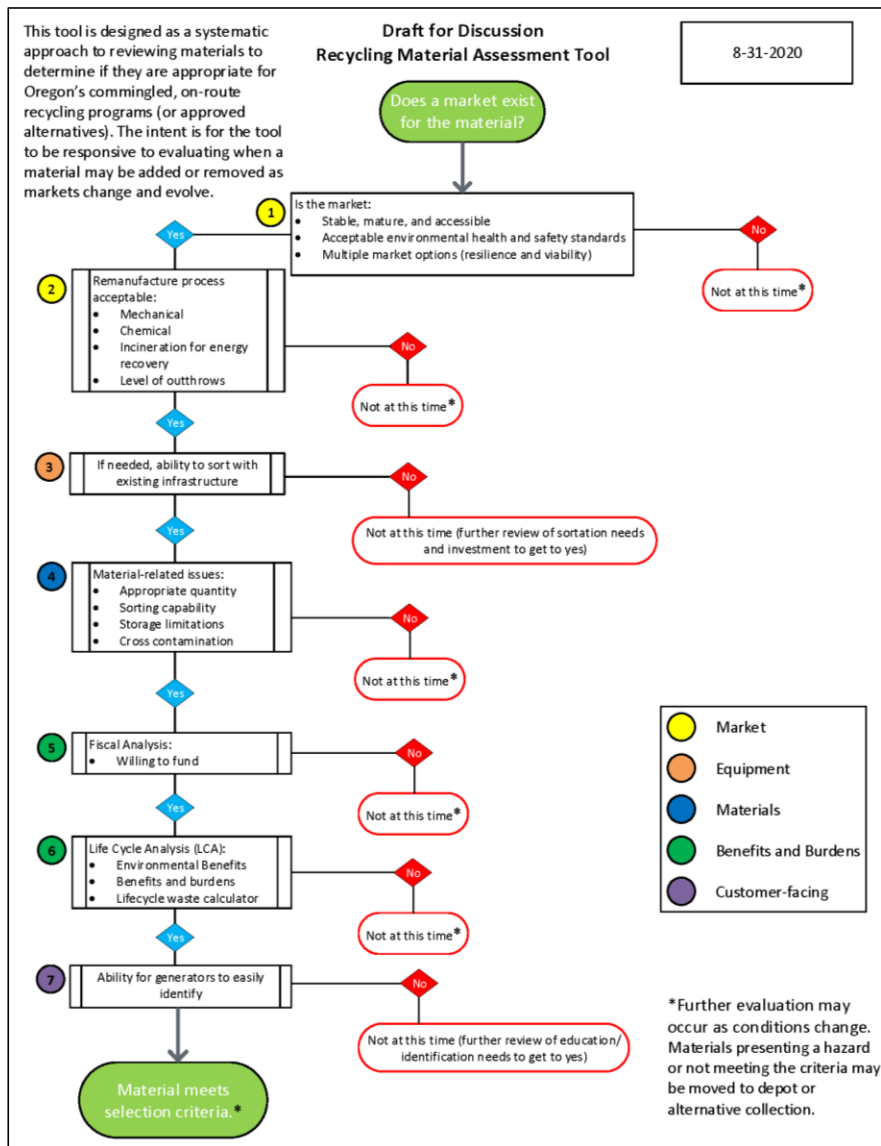 This tool is designed as a systematic
approach to reviewing materials to
determine if they are appropriate for
Oregon's commingled, on-route
recycling programs (or approved
alternatives). The intent is for the tool
to be responsive to evaluating when a
material may be added or removed as
markets change and evolve.
Draft for Discussion
Recycling Material Assessment Tool
8-31-2020
Does a market exist
for the material?
1
Is the market:
• Stable, mature, and accessible
• Acceptable environmental health and safety standards
• Multiple market options (resilience and viability)
Yes
No
Not at this time*
2
Remanufacture process
acceptable:
• Mechanical
• Chemical
• Incineration for energy
recovery
• Level of outthrows
No
Not at this time*
Yes
3
If needed, ability to sort with
existing infrastructure
No
Not at this time (further review of sortation needs
and investment to get to yes)
Yes
4
Material-related issues:
• Appropriate quantity
• Sorting capability
• Storage limitations
• Cross contamination
No
Not at this time*
Yes
5
Fiscal Analysis:
• Willing to fund
No
Not at this time*
Yes
6
Life Cycle Analysis (LCA):
• Environmental Benefits
• Benefits and burdens
• Lifecycle waste calculator
No
Not at this time*
Yes
7
Ability for generators to easily
identify
No
Not at this time (further review of education/
identification needs to get to yes)
Material meets
selection criteria.*
Market
Equipment
Materials
Benefits and Burdens
Customer-facing
*Further evaluation may
occur as conditions change.
Materials presenting a hazard
or not meeting the criteria may
be moved to depot or
alternative collection.